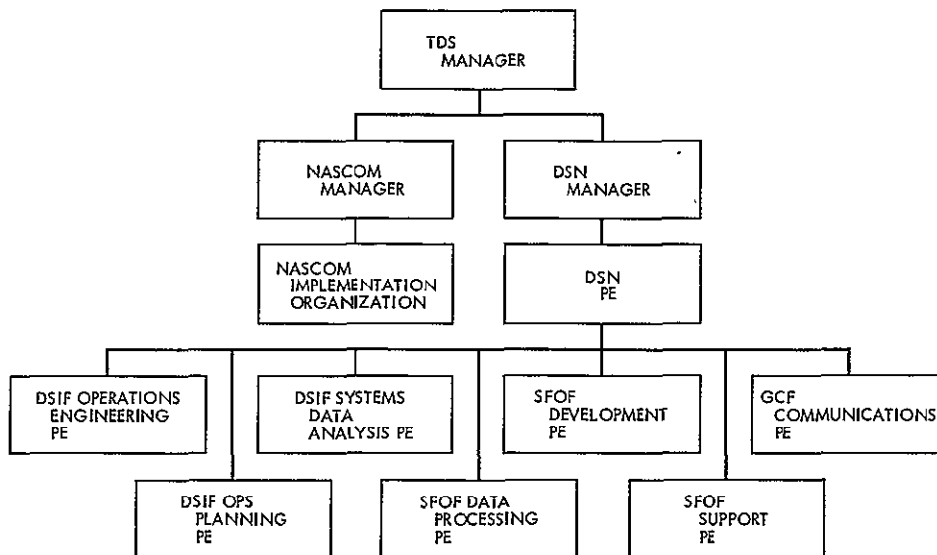 TDS
MANAGER
NASCOM
MANAGER
DSN
MANAGER
NASCOM
IMPLEMENTATION
ORGANIZATION
DSN
PE
DSIF OPERATIONS
ENGINEERING
PE
DSIF SYSTEMS
DATA
ANALYSIS PE
SFOF
DEVELOPMENT
PE
GCF
COMMUNICATIONS
PE
DSIF OPS
PLANNING
PE
SFOF DATA
PROCESSING
PE
SFOF
SUPPORT
PE